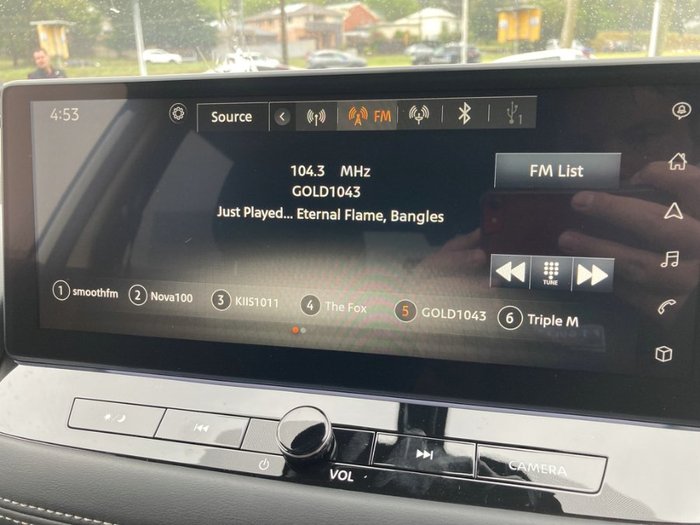 4:53
Source
FM
1
104.3 MHz
GOLD1043
Just Played... Eternal Flame, Bangles
FM List
TUNE
1 smoothfm
2 Nova100
3 KIIS1011
4 The Fox
5 GOLD1043
6 Triple M
VOL
CAMERA